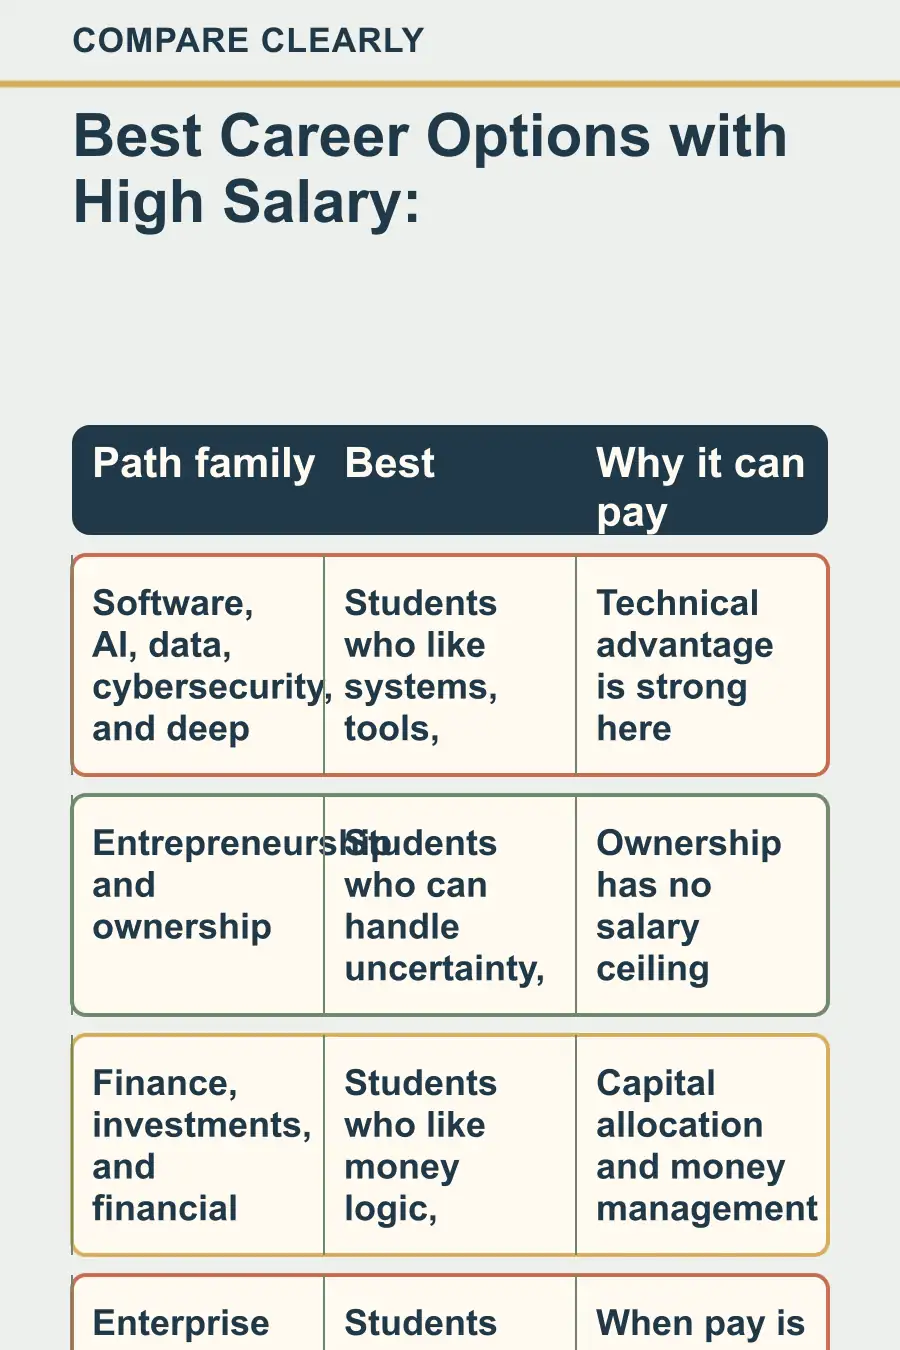 COMPARE CLEARLY
Best Career Options with
High Salary:
Path family Best Why it can
pay
Software,
AI, data,
cybersecurity,
and deep
Students
who like
systems,
tools,
Technical
advantage
is strong
here
Entrepreneurship
and
ownership
Students
who can
handle
uncertainty,
Ownership
has no
salary
ceiling
Finance,
investments,
and
financial
Students
who like
money
logic,
Capital
allocation
and money
management
Enterprise
Students
When pay is